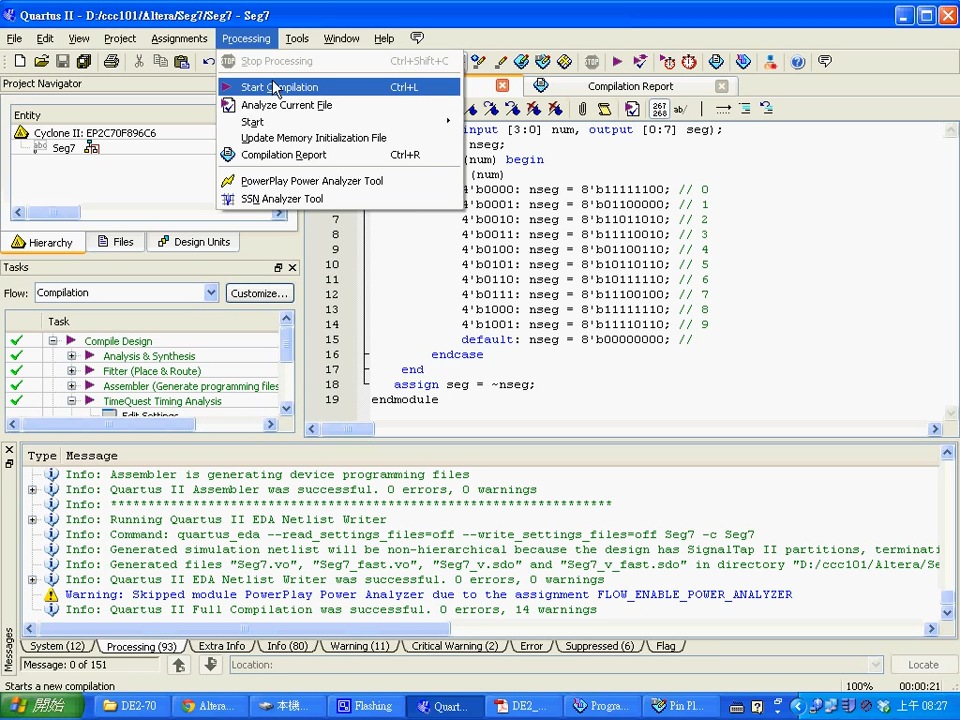 Quartus II - D:/ccc101/Altera/Seg7/Seg7 - Seg7
File Edit View Project Assignments Processing Tools Window Help
Stop Processing Ctrl+Shift+C
Project Navigator
Start Compilation Ctrl+L
Compilation Report
Analyze Current File
Entity
Start
Cyclone II: EP2C70F896C6
Update Memory Initialization File
Seg7
Compilation Report Ctrl+R
PowerPlay Power Analyzer Tool
SSN Analyzer Tool
267
268
ab/
input [3:0] num, output [0:7] seg);
nseg;
(num) begin
(num)
4'b0000: nseg = 8'b11111100; // 0
4'b0001: nseg = 8'b01100000; // 1
7 4'b0010: nseg = 8'b11011010; // 2
8 4'b0011: nseg = 8'b11110010; // 3
9 4'b0100: nseg = 8'b01100110; // 4
10 4'b0101: nseg = 8'b10110110; // 5
11 4'b0110: nseg = 8'b10111110; // 6
12 4'b0111: nseg = 8'b11100100; // 7
13 4'b1000: nseg = 8'b11111110; // 8
14 4'b1001: nseg = 8'b11110110; // 9
15 default: nseg = 8'b00000000; //
16 endcase
17 end
18 assign seg = ~nseg;
19 endmodule
Hierarchy Files Design Units
Tasks
Flow: Compilation Customize...
Task
Compile Design
Analysis & Synthesis
Fitter (Place & Route)
Assembler (Generate programming files
TimeQuest Timing Analysis
Edit Settings
Type Message
Info: Assembler is generating device programming files
Info: Quartus II Assembler was successful. 0 errors, 0 warnings
Info: *******************************************************************
Info: Running Quartus II EDA Netlist Writer
Info: Command: quartus_eda --read_settings_files=off --write_settings_files=off Seg7 -c Seg7
Info: Generated simulation netlist will be non-hierarchical because the design has SignalTap II partitions, terminati
Info: Generated files "Seg7.vo", "Seg7_fast.vo", "Seg7_v.sdo" and "Seg7_v_fast.sdo" in directory "D:/ccc101/Altera/Se
Info: Quartus II EDA Netlist Writer was successful. 0 errors, 0 warnings
Warning: Skipped module PowerPlay Power Analyzer due to the assignment FLOW_ENABLE_POWER_ANALYZER
Info: Quartus II Full Compilation was successful. 0 errors, 14 warnings
System (12) Processing (93) Extra Info Info (80) Warning (11) Critical Warning (2) Error Suppressed (6) Flag
Messages
Message: 0 of 151 Location: Locate
Starts a new compilation 100% 00:00:21
開始 DE2-70 Altera... 本機... Flashing Quart... DE2_... Progra... Pin Pl... 上午 08:27